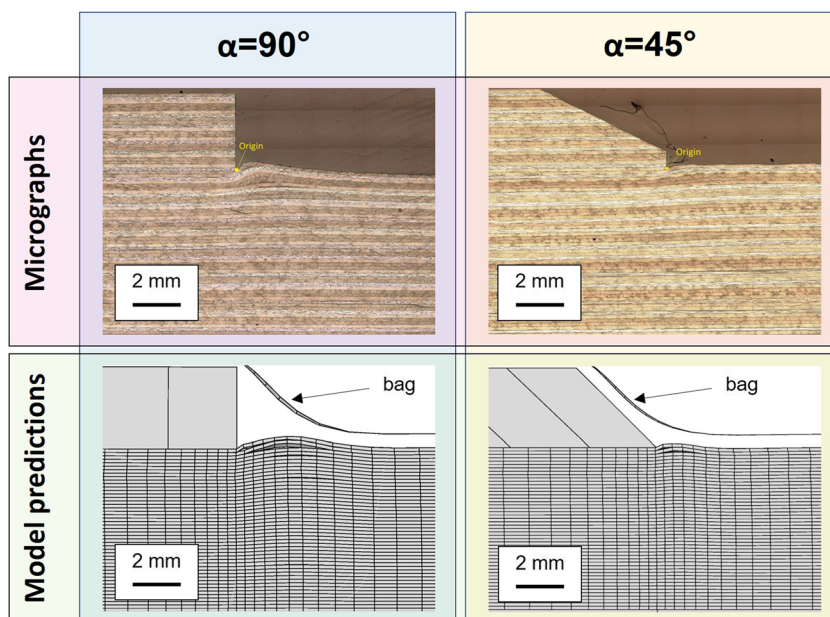 α=90°
α=45°
Micrographs
Origin
2 mm
Origin
2 mm
Model predictions
bag
2 mm
bag
2 mm